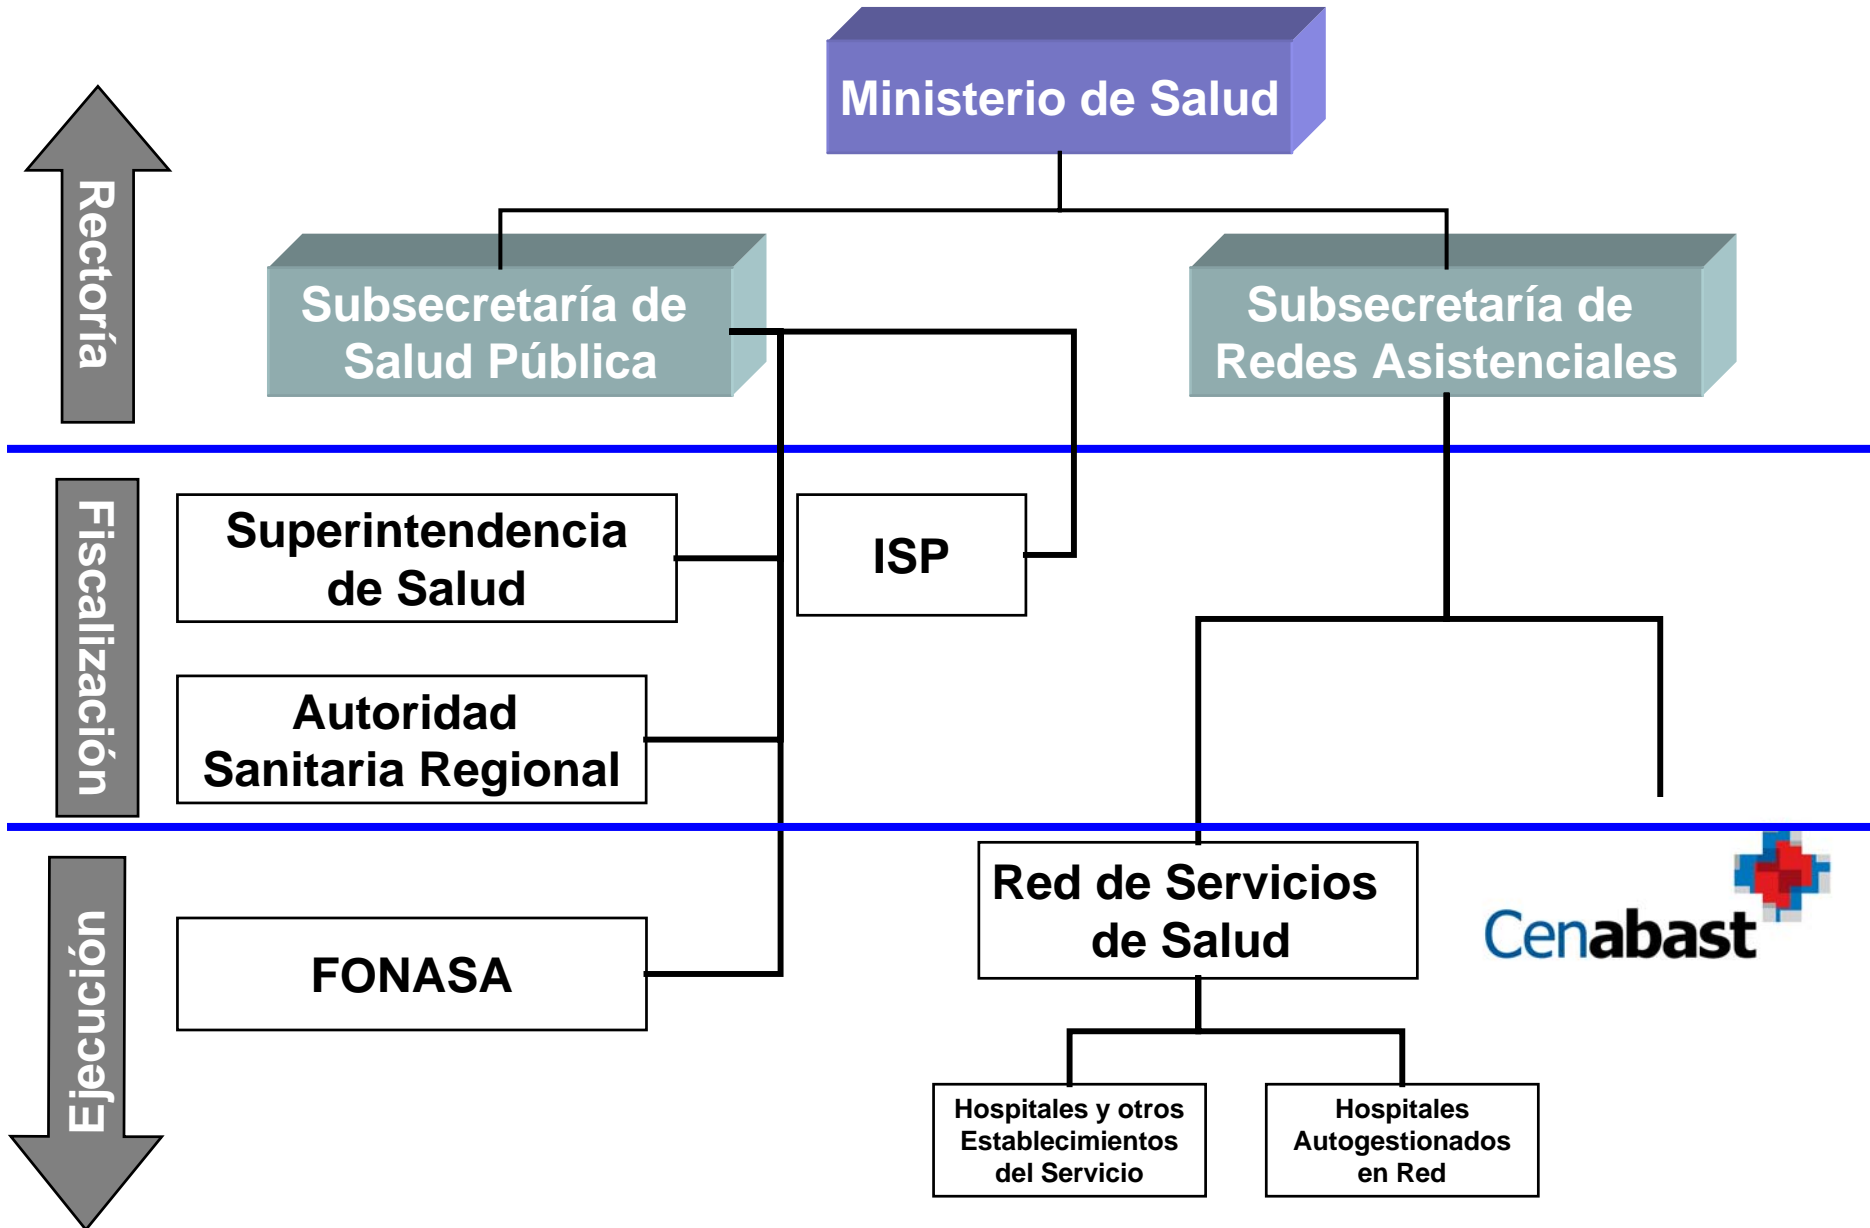 Ministerio de Salud
Rectoría
Subsecretaría de
Salud Pública
Subsecretaría de
Redes Asistenciales
Fiscalización
Superintendencia
de Salud
ISP
Autoridad
Sanitaria Regional
Ejecución
FONASA
Red de Servicios
de Salud
Cenabast
Hospitales y otros
Establecimientos
del Servicio
Hospitales
Autogestionados
en Red